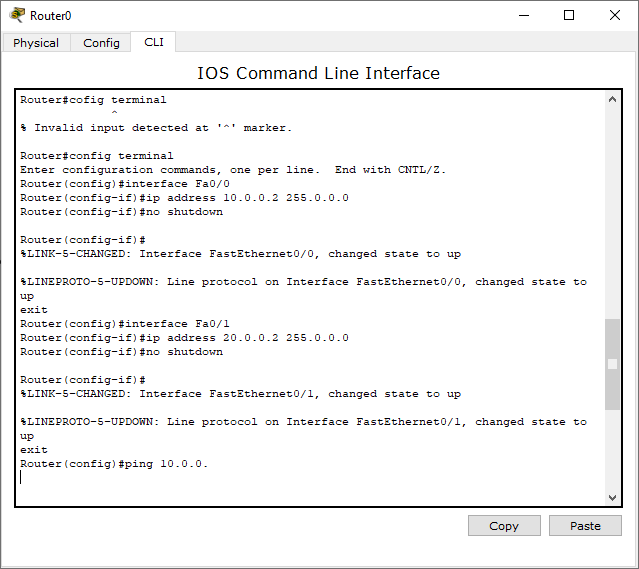 Router0
Physical Config CLI
IOS Command Line Interface
Router#cofig terminal
^
% Invalid input detected at '^' marker.
Router#config terminal
Enter configuration commands, one per line.  End with CNTL/Z.
Router(config)#interface Fa0/0
Router(config-if)#ip address 10.0.0.2 255.0.0.0
Router(config-if)#no shutdown
Router(config-if)#
%LINK-5-CHANGED: Interface FastEthernet0/0, changed state to up
%LINEPROTO-5-UPDOWN: Line protocol on Interface FastEthernet0/0, changed state to
up
exit
Router(config)#interface Fa0/1
Router(config-if)#ip address 20.0.0.2 255.0.0.0
Router(config-if)#no shutdown
Router(config-if)#
%LINK-5-CHANGED: Interface FastEthernet0/1, changed state to up
%LINEPROTO-5-UPDOWN: Line protocol on Interface FastEthernet0/1, changed state to
up
exit
Router(config)#ping 10.0.0.
Copy Paste